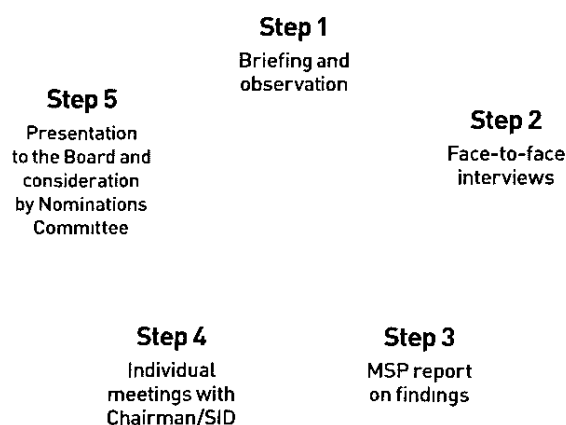 Step 1
Briefing and
observation
Step 2
Face-to-face
interviews
Step 3
MSP report
on findings
Step 4
Individual
meetings with
Chairman/SID
Step 5
Presentation
to the Board and
consideration
by Nominations
Committee